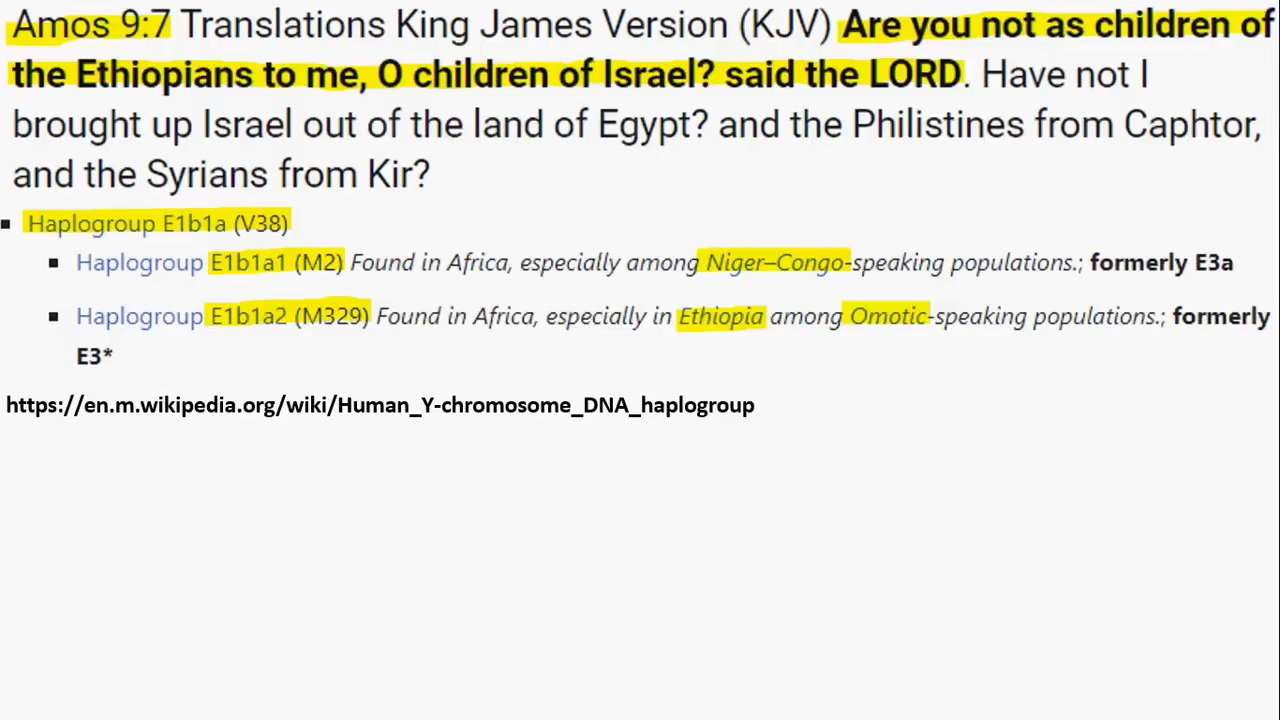 Amos 9:7 Translations King James Version (KJV) Are you not as children of
the Ethiopians to me, O children of Israel? said the LORD. Have not I
brought up Israel out of the land of Egypt? and the Philistines from Caphtor,
and the Syrians from Kir?
▪ Haplogroup E1b1a (V38)
▪ Haplogroup E1b1a1 (M2) Found in Africa, especially among Niger–Congo-speaking populations.; formerly E3a
▪ Haplogroup E1b1a2 (M329) Found in Africa, especially in Ethiopia among Omotic-speaking populations.; formerly
E3*
https://en.m.wikipedia.org/wiki/Human_Y-chromosome_DNA_haplogroup